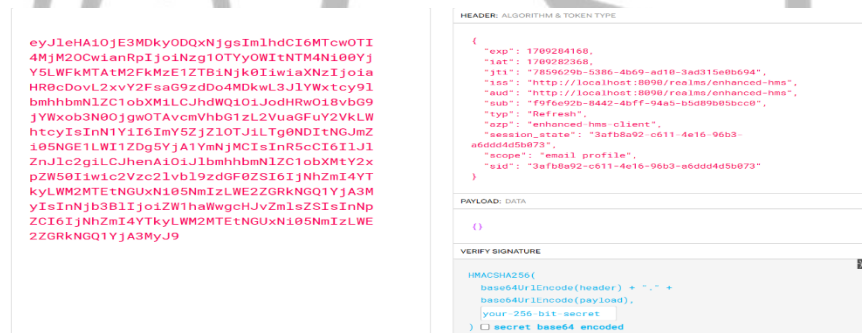 eyJleHAiOjE3MDkyODQxNjgsImlhdCI6MTcwOTI
4MjM2OCwianRpIjoiNzg1OTYyOWItNTM4Ni00Yj
Y5LWFkMTAtM2FkMzE1ZTBiNjk0IiwiaXNzIjoia
HR0cDovL2xvY2FsaG9zdDo4MDkwL3JlYWxtcy9l
bmhhbmNlZC1obXMiLCJhdWQiOiJodHRwOi8vbG9
jYWxob3N0Ojgw0TAvcmVhbG1zL2VuaGFuY2VkLW
htcyIsInN1YiI6ImY5ZjZlOTJiLTg0NDItNGJmZ
i05NGE1LWI1ZDg5YjA1YmNjMCIsInR5cCI6IlJl
ZnJlc2giLCJhenAiOiJlbmhhbmNlZC1obXMtY2x
pZW50Iiwic2Vzc2lvbl9zdGF0ZSI6IjNhZmI4YT
kyLWM2MTEtNGUxNi05NmIzLWE2ZGRkNGQ1YjA3M
yIsInNjb3BlIjoiZW1haWwgcHJvZmlsZSIsInNp
ZCI6IjNhZmI4YTkyLWM2MTEtNGUxNi05NmIzLWE
2ZGRkNGQ1YjA3MyJ9
HEADER: ALGORITHM & TOKEN TYPE
{
"exp": 1709284168,
"iat": 1709282368,
"jti": "7859629b-5386-4b69-ad10-3ad315e0b694",
"iss": "http://localhost:8090/realms/enhanced-hms",
"aud": "http://localhost:8090/realms/enhanced-hms",
"sub": "f9f6e92b-8442-4bff-94a5-b5d89b05bcc0",
"typ": "Refresh",
"azp": "enhanced-hms-client",
"session_state": "3afb8a92-c611-4e16-96b3-
a6ddd4d5b073",
"scope": "email profile",
"sid": "3afb8a92-c611-4e16-96b3-a6ddd4d5b073"
}
PAYLOAD: DATA
{}
VERIFY SIGNATURE
HMACSHA256(
base64UrlEncode(header) + "." +
base64UrlEncode(payload),
your-256-bit-secret
) secret base64 encoded